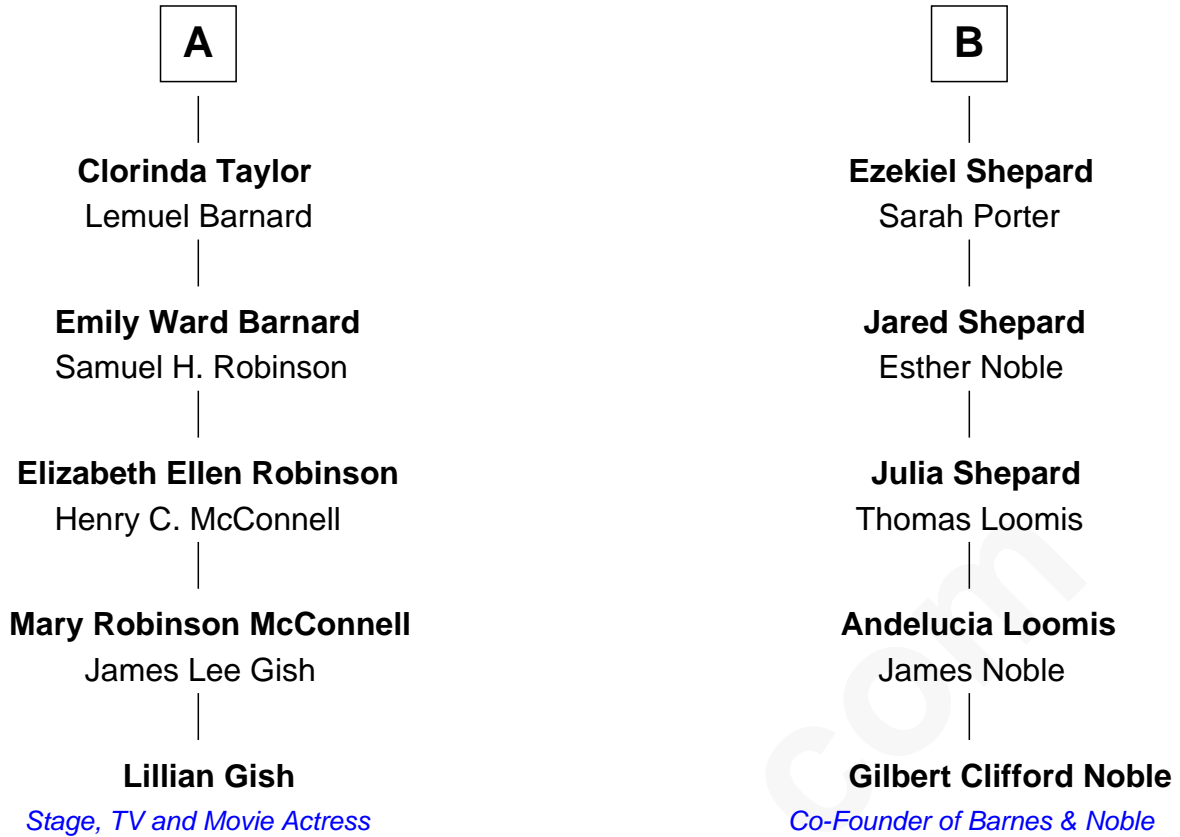 A
Clorinda Taylor
Lemuel Barnard
Emily Ward Barnard
Samuel H. Robinson
Elizabeth Ellen Robinson
Henry C. McConnell
Mary Robinson McConnell
James Lee Gish
Lillian Gish
Stage, TV and Movie Actress
B
Ezekiel Shepard
Sarah Porter
Jared Shepard
Esther Noble
Julia Shepard
Thomas Loomis
Andelucia Loomis
James Noble
Gilbert Clifford Noble
Co-Founder of Barnes & Noble
com